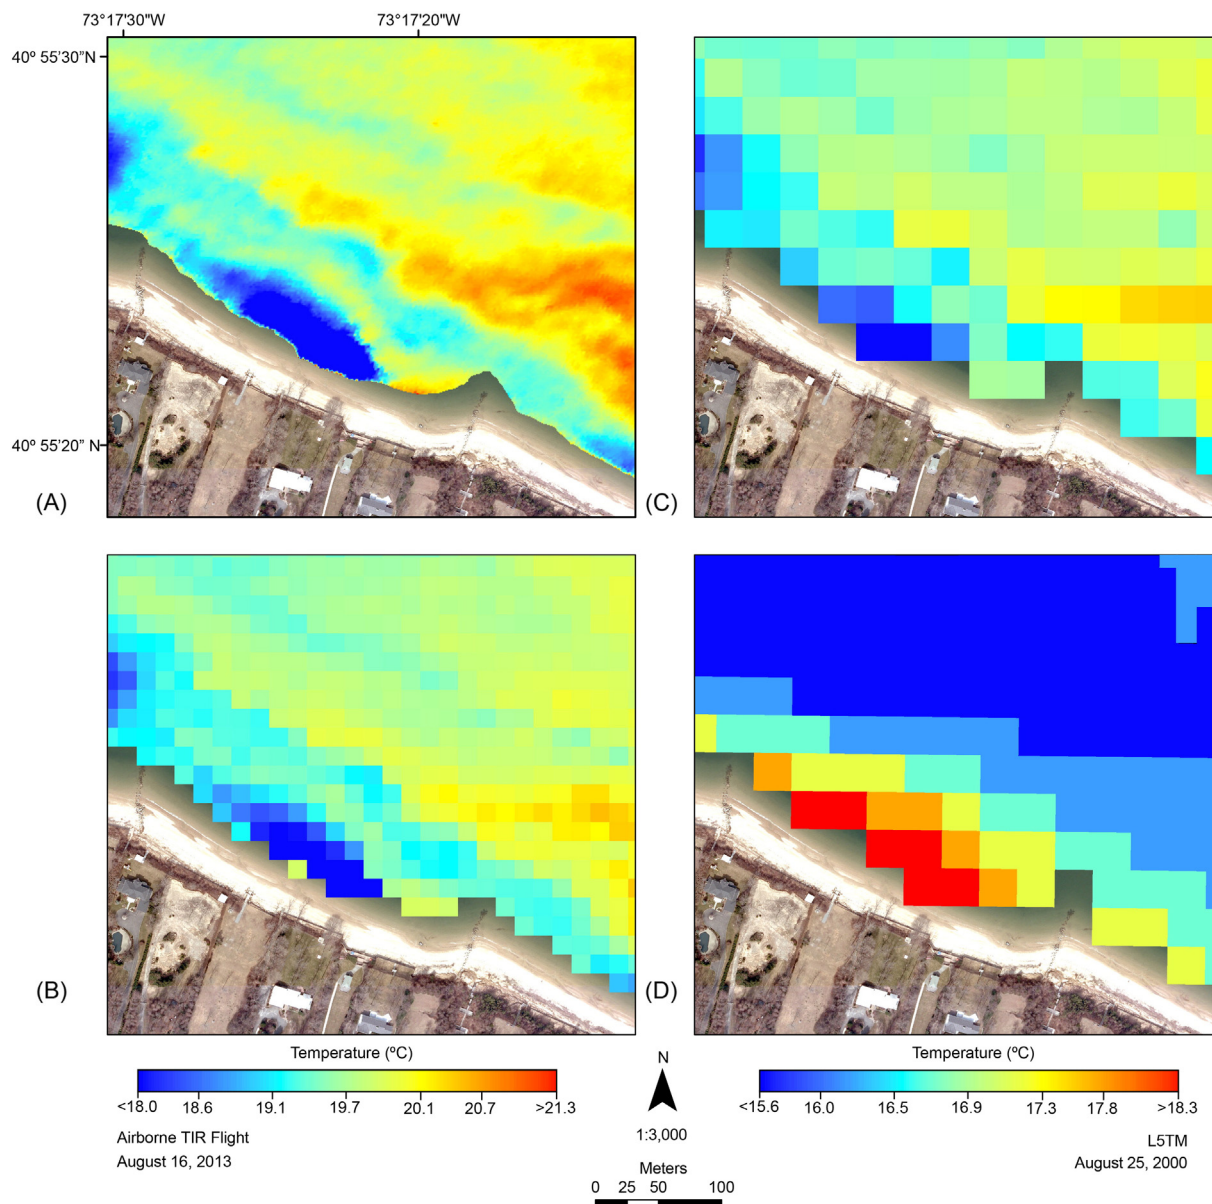 73°17'30"W 73°17'20"W
40º 55'30"N
40º 55'20" N
(A)
(C)
(B)
(D)
Temperature (ºC)
<18.0 18.6 19.1 19.7 20.1 20.7 >21.3
Airborne TIR Flight
August 16, 2013
N
1:3,000
Meters
0 25 50 100
Temperature (ºC)
<15.6 16.0 16.5 16.9 17.3 17.8 >18.3
L5TM
August 25, 2000